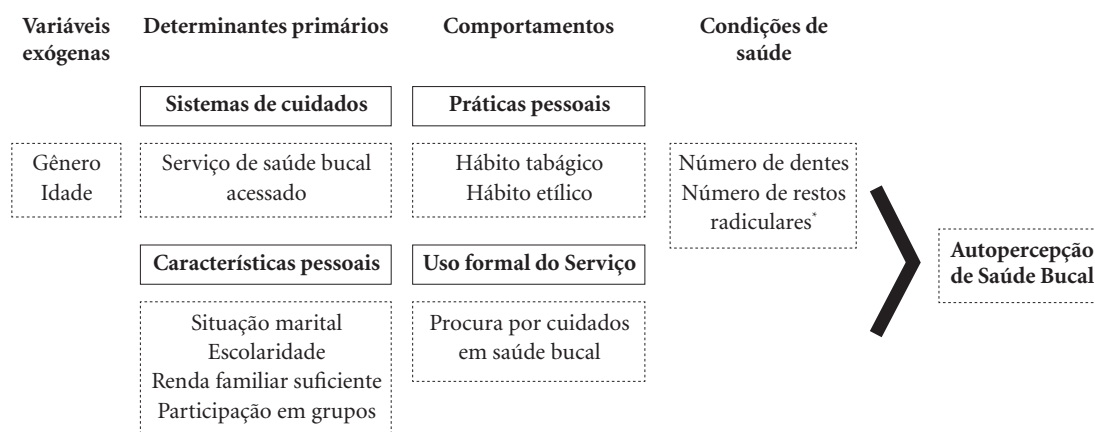 Variáveis
exógenas
Determinantes primários
Comportamentos
Condições de
saúde
Sistemas de cuidados
Práticas pessoais
Gênero
Idade
Serviço de saúde bucal
acessado
Hábito tabágico
Hábito etílico
Número de dentes
Número de restos
radiculares*
Características pessoais
Uso formal do Serviço
Situação marital
Escolaridade
Renda familiar suficiente
Participação em grupos
Procura por cuidados
em saúde bucal
Autopercepção
de Saúde Bucal